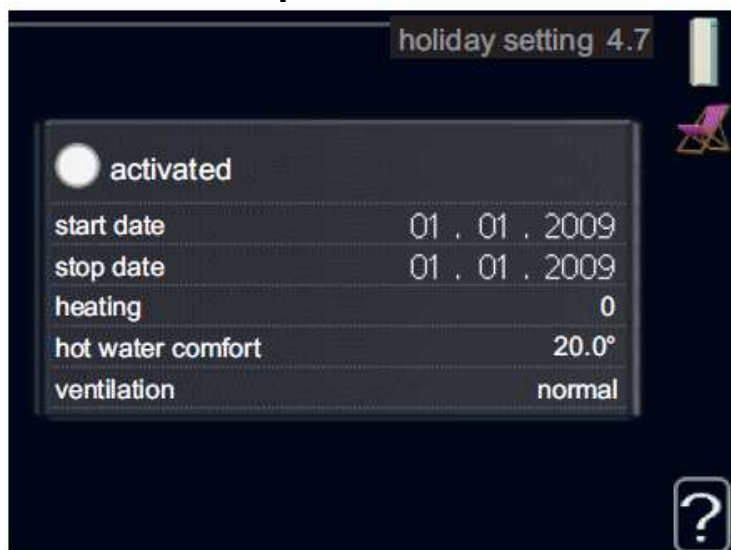 holiday setting 4.7
activated
start date 01 . 01 . 2009
stop date 01 . 01 . 2009
heating 0
hot water comfort 20.0°
ventilation normal
?